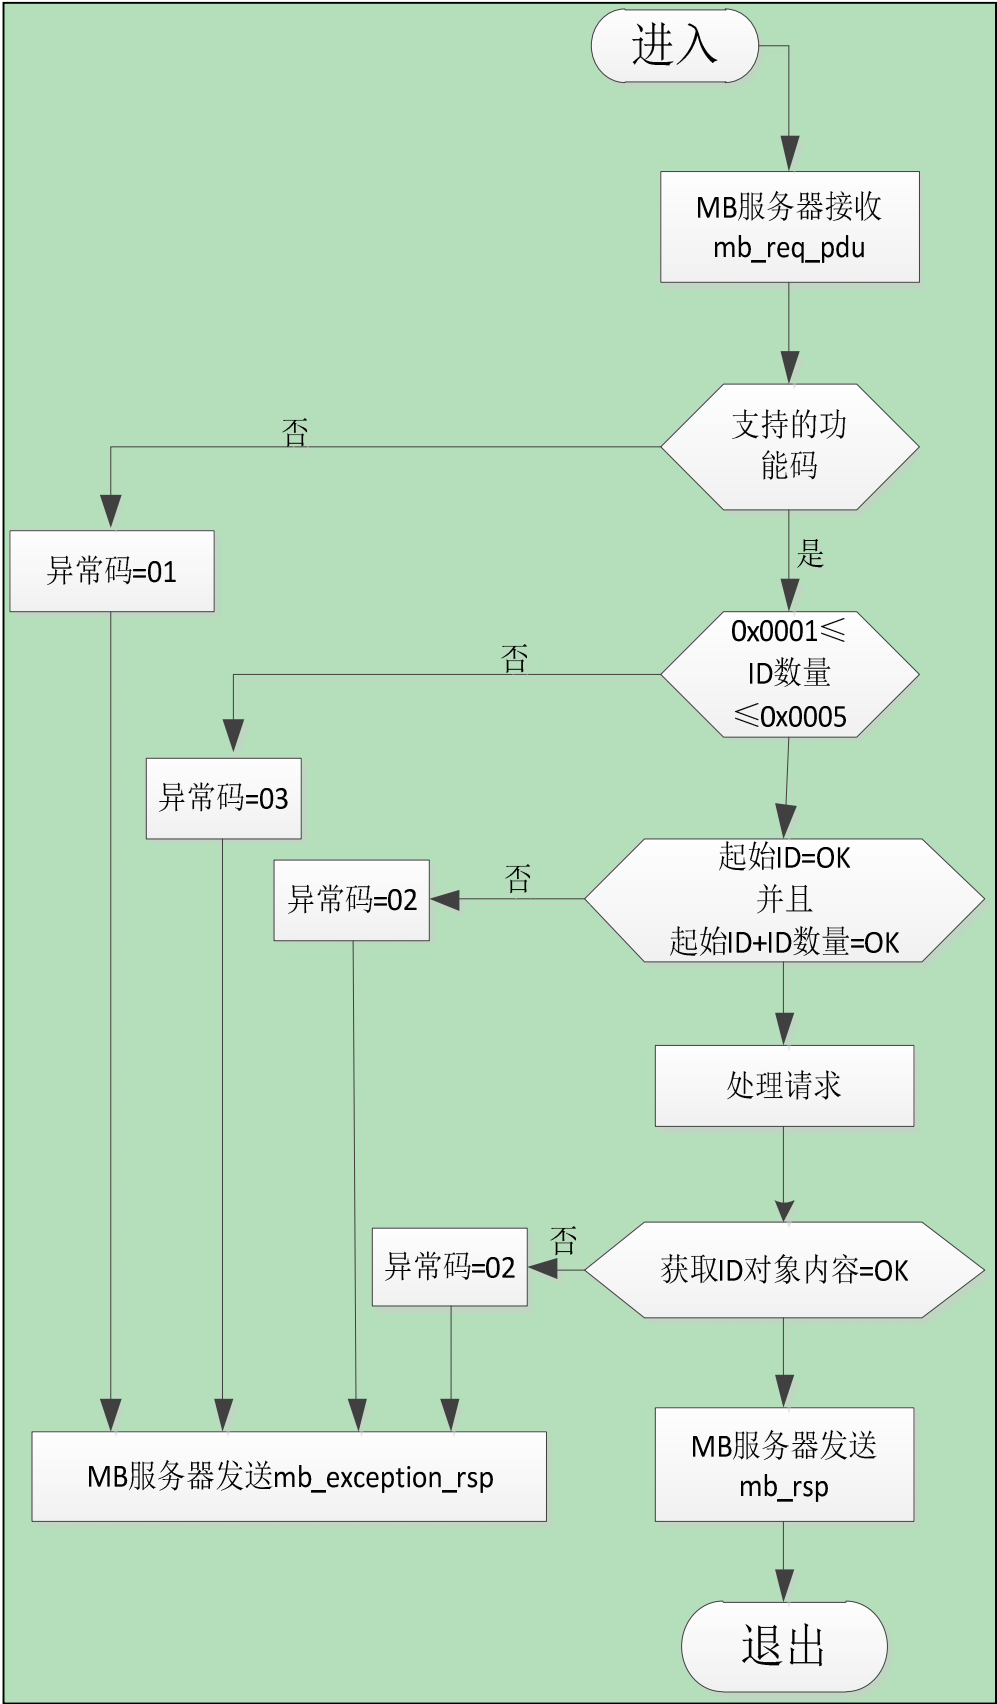 进入
MB服务器接收
mb_req_pdu
支持的功
能码
否
是
异常码=01
0x0001≤
ID数量
≤0x0005
否
异常码=03
起始ID=OK
并且
起始ID+ID数量=OK
否
异常码=02
处理请求
获取ID对象内容=OK
否
异常码=02
MB服务器发送
mb_rsp
MB服务器发送mb_exception_rsp
退出